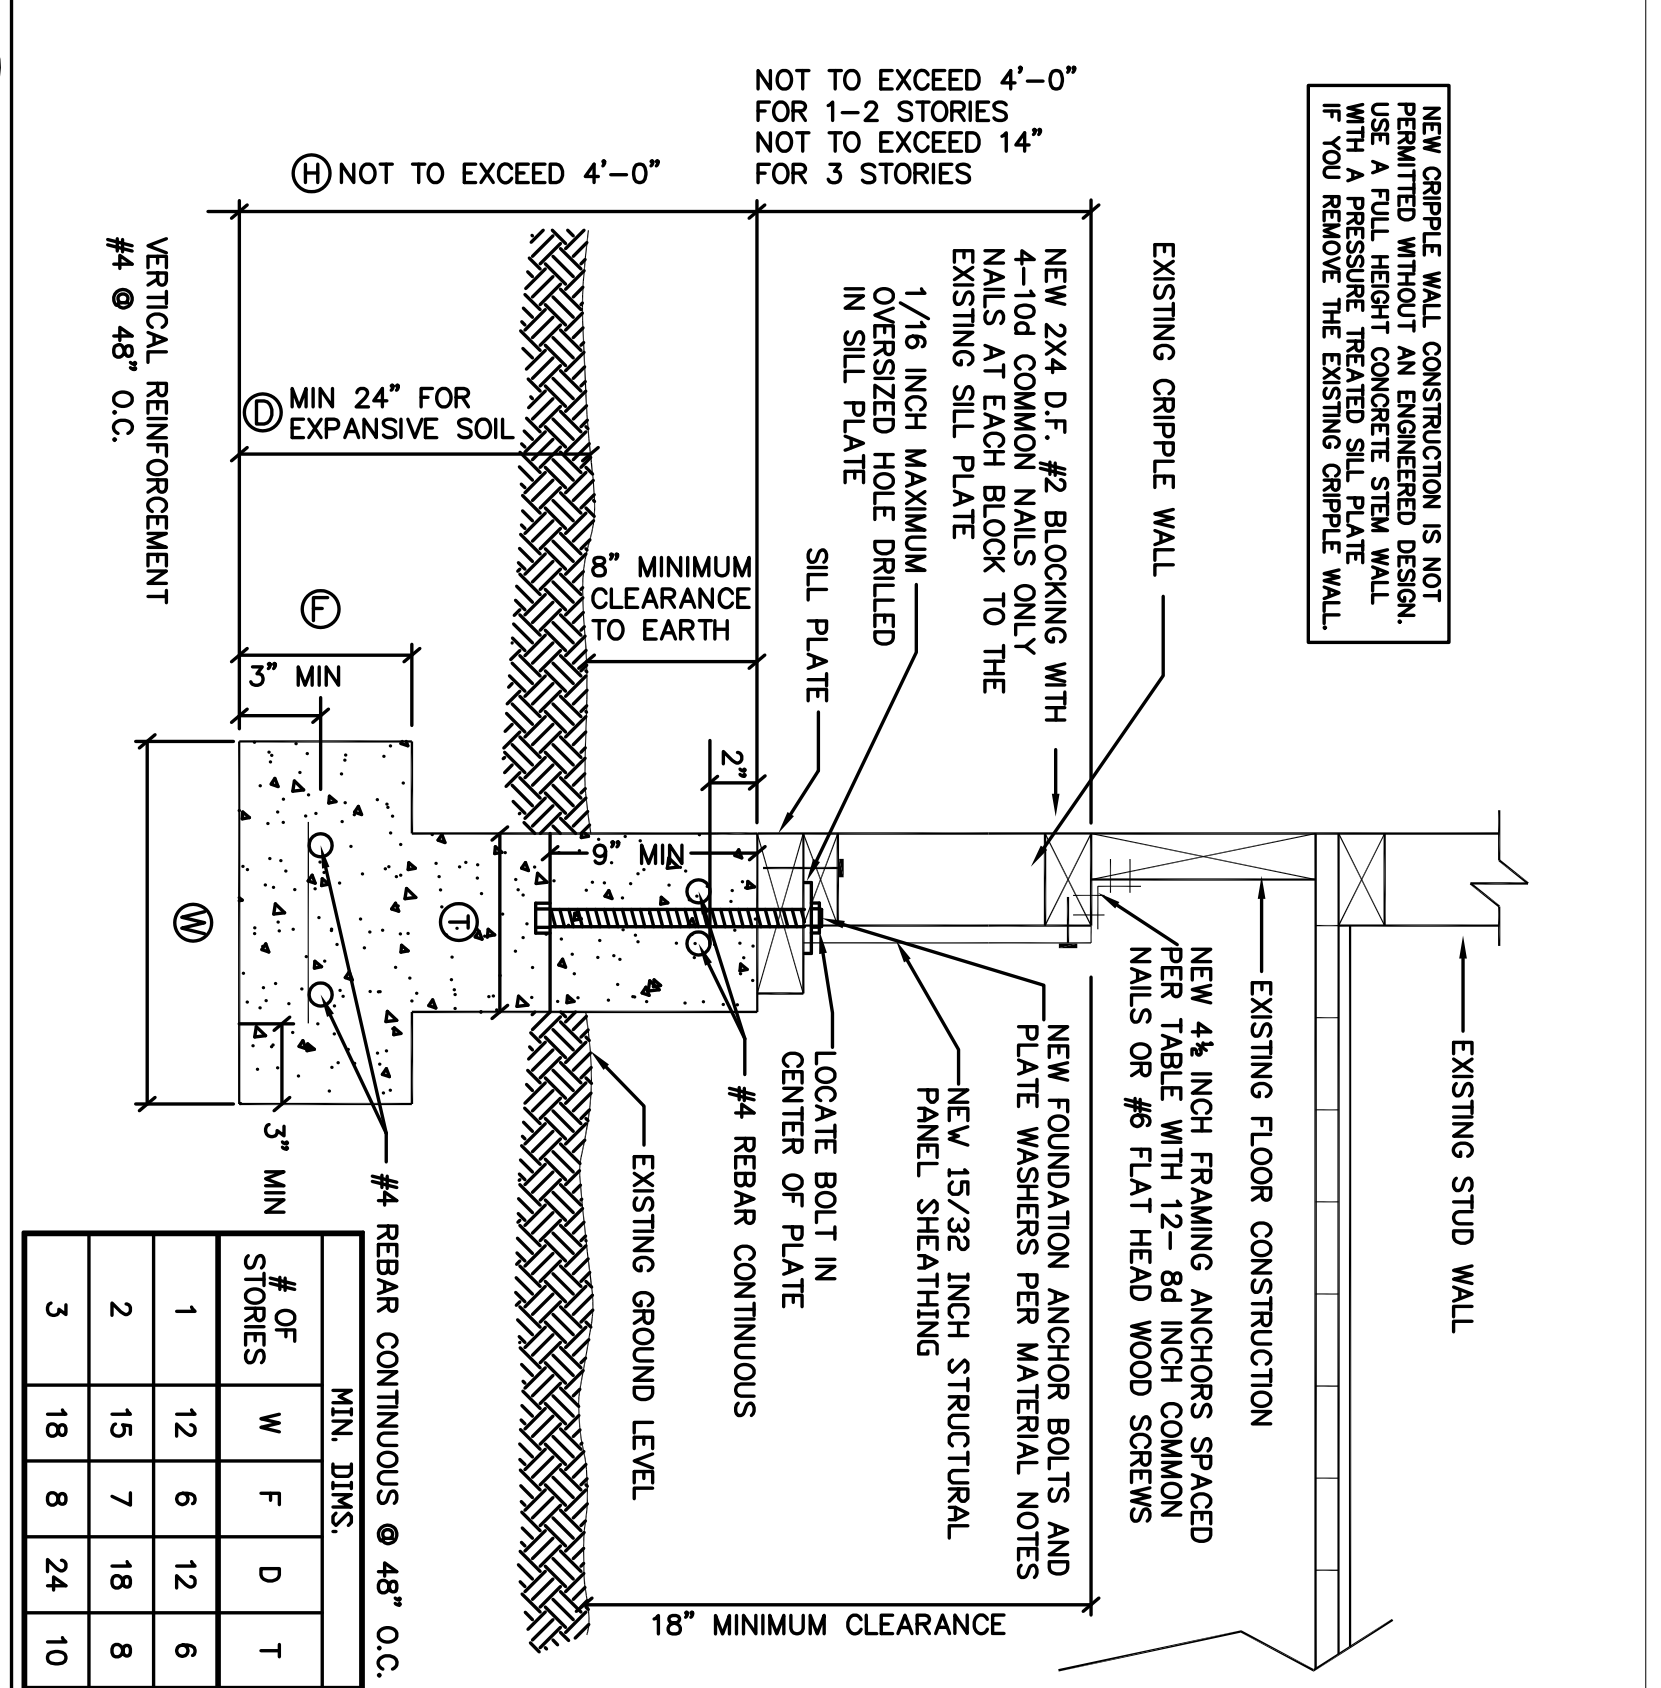 NEW CRIPPLE WALL CONSTRUCTION IS NOT
PERMITTED WITHOUT AN ENGINEERED DESIGN.
USE A FULL HEIGHT CONCRETE STEM WALL
WITH A PRESSURE TREATED SILL PLATE
IF YOU REMOVE THE EXISTING CRIPPLE WALL.
EXISTING STUD WALL
EXISTING FLOOR CONSTRUCTION
NEW 4½ INCH FRAMING ANCHORS SPACED
PER TABLE WITH 12- 8d INCH COMMON
NAILS OR #6 FLAT HEAD WOOD SCREWS
EXISTING CRIPPLE WALL
NEW 2X4 D.F. #2 BLOCKING WITH
4-10d COMMON NAILS ONLY
NAILS AT EACH BLOCK TO THE
EXISTING SILL PLATE
1/16 INCH MAXIMUM
OVERSIZED HOLE DRILLED
IN SILL PLATE
SILL PLATE
NEW FOUNDATION ANCHOR BOLTS AND
PLATE WASHERS PER MATERIAL NOTES
NEW 15/32 INCH STRUCTURAL
PANEL SHEATHING
LOCATE BOLT IN
CENTER OF PLATE
#4 REBAR CONTINUOUS
EXISTING GROUND LEVEL
#4 REBAR CONTINUOUS @ 48" O.C.
NOT TO EXCEED 4'-0"
FOR 1-2 STORIES
NOT TO EXCEED 14"
FOR 3 STORIES
H NOT TO EXCEED 4'-0"
D MIN 24" FOR
EXPANSIVE SOIL
8" MINIMUM
CLEARANCE
TO EARTH
18" MINIMUM CLEARANCE
2"
9" MIN
T
F
3" MIN
W
3" MIN
VERTICAL REINFORCEMENT
#4 @ 48" O.C.
MIN. DIMS.
# OF STORIES W F D T
1 12 6 12 6
2 15 7 18 8
3 18 8 24 10